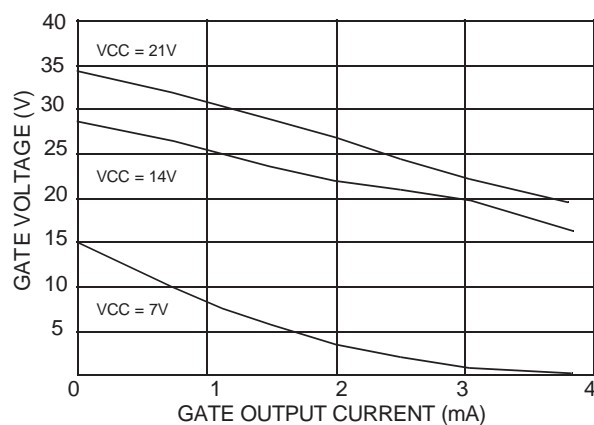 40
35
30
25
20
15
10
5
GATE VOLTAGE (V)
VCC = 21V
VCC = 14V
VCC = 7V
0
1
2
3
4
GATE OUTPUT CURRENT (mA)